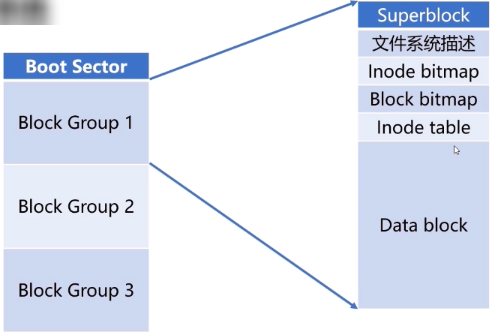 Boot Sector
Block Group 1
Block Group 2
Block Group 3
Superblock
文件系统描述
Inode bitmap
Block bitmap
Inode table
Data block